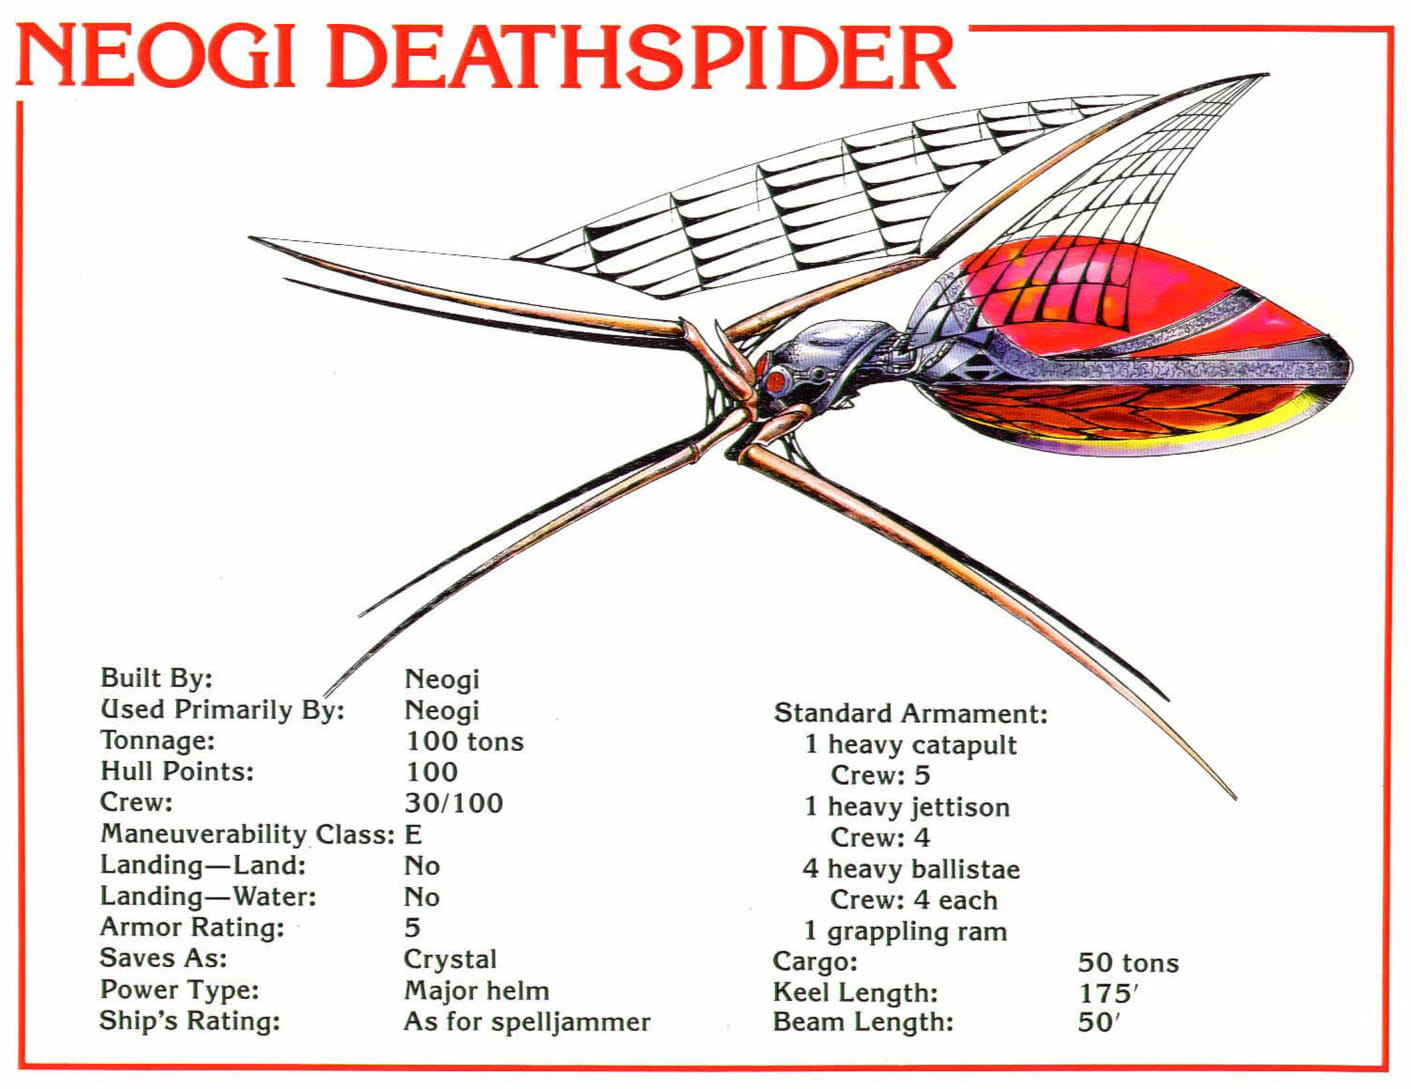 NEOGI DEATHSPIDER
Built By: Neogi
Used Primarily By: Neogi
Tonnage: 100 tons
Hull Points: 100
Crew: 30/100
Maneuverability Class: E
Landing—Land: No
Landing—Water: No
Armor Rating: 5
Saves As: Crystal
Power Type: Major helm
Ship's Rating: As for spelljammer
Standard Armament:
1 heavy catapult
Crew: 5
1 heavy jettison
Crew: 4
4 heavy ballistae
Crew: 4 each
1 grappling ram
Cargo: 50 tons
Keel Length: 175'
Beam Length: 50'